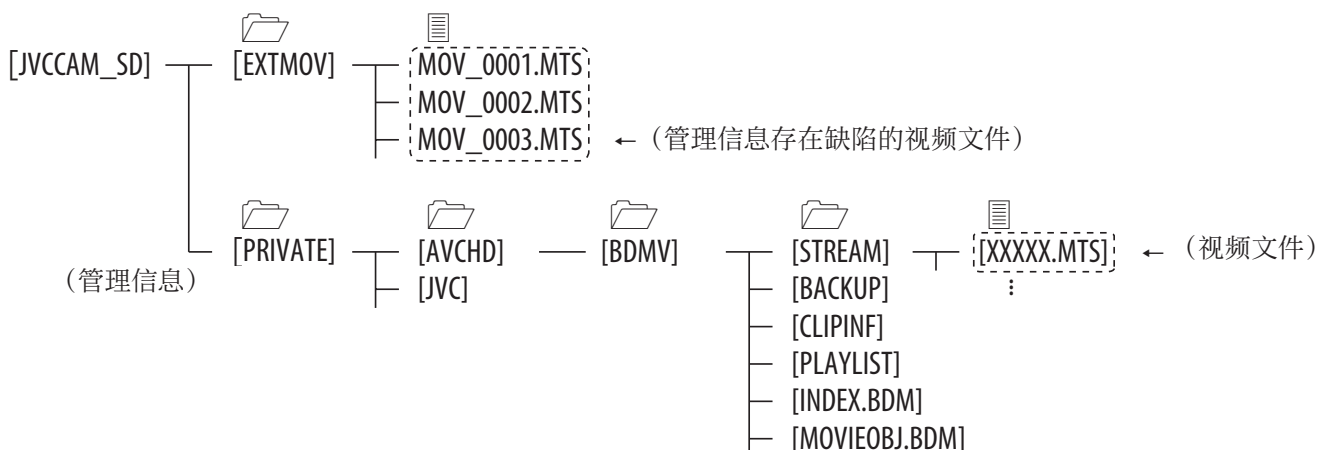 [JVCCAM_SD] [EXTMOV] MOV_0001.MTS
MOV_0002.MTS
MOV_0003.MTS ←（管理信息存在缺陷的视频文件）
[PRIVATE] [AVCHD] [BDMV] [STREAM] [XXXXX.MTS] ← （视频文件）
（管理信息） [JVC] [BACKUP]
[CLIPINF]
[PLAYLIST]
[INDEX.BDM]
[MOVIEOBJ.BDM]